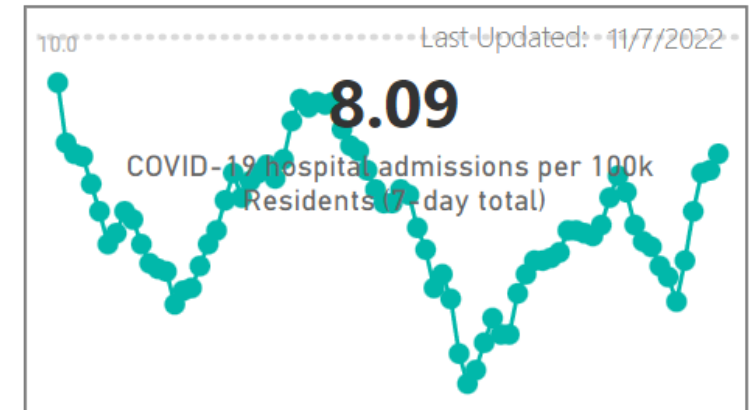 10.0
Last Updated: 11/7/2022
8.09
COVID-19 hospital admissions per 100k
Residents (7-day total)